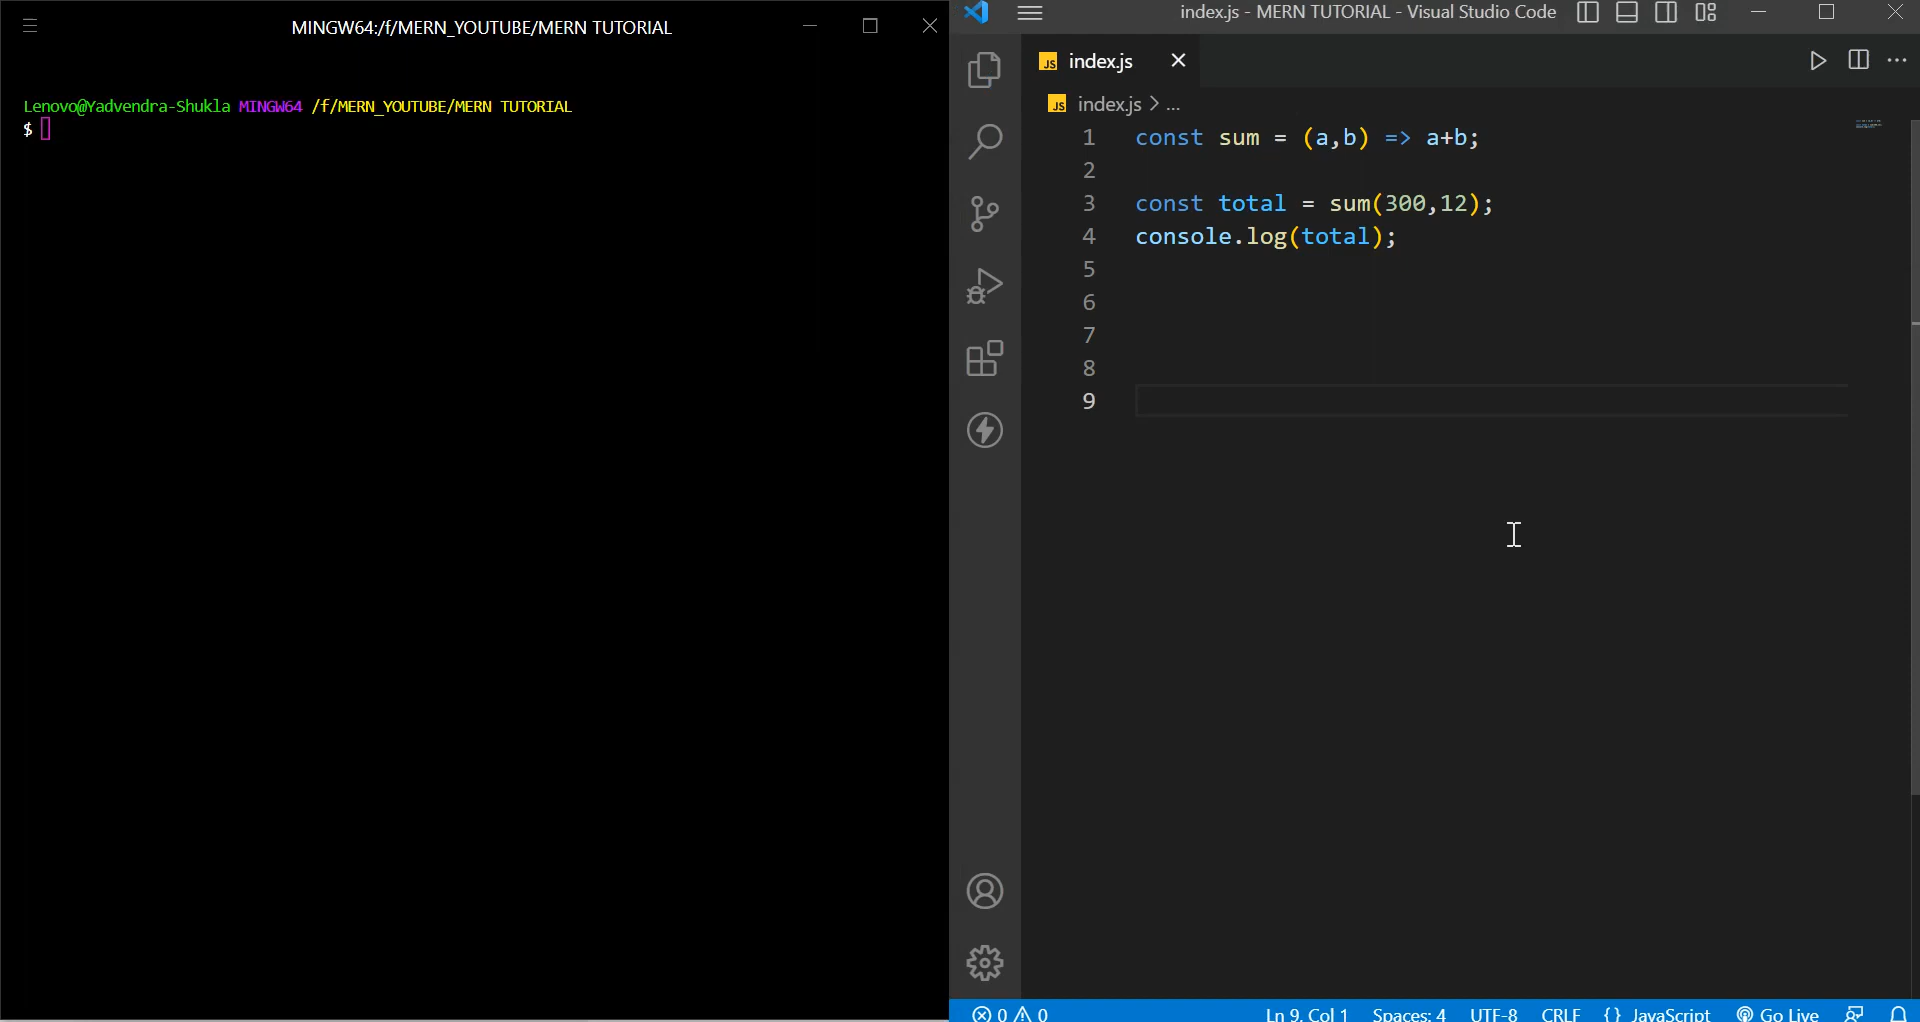 MINGW64:/f/MERN_YOUTUBE/MERN TUTORIAL
Lenovo@Yadvendra-Shukla MINGW64 /f/MERN_YOUTUBE/MERN TUTORIAL
$
index.js - MERN TUTORIAL - Visual Studio Code
JS index.js
JS index.js > ...
1 const sum = (a,b) => a+b;
2
3 const total = sum(300,12);
4 console.log(total);
5
6
7
8
9
0 0 Ln 9, Col 1 Spaces: 4 UTF-8 CRLF {} JavaScript Go Live